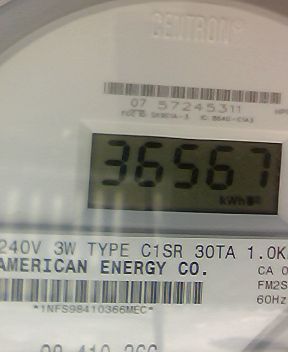 CENTRON®
07 57245311
36567
kWh
240V 3W TYPE C1SR 30TA 1.0K
AMERICAN ENERGY CO.
CA 0
FM2S
60Hz
*1NFS98410366MEC*